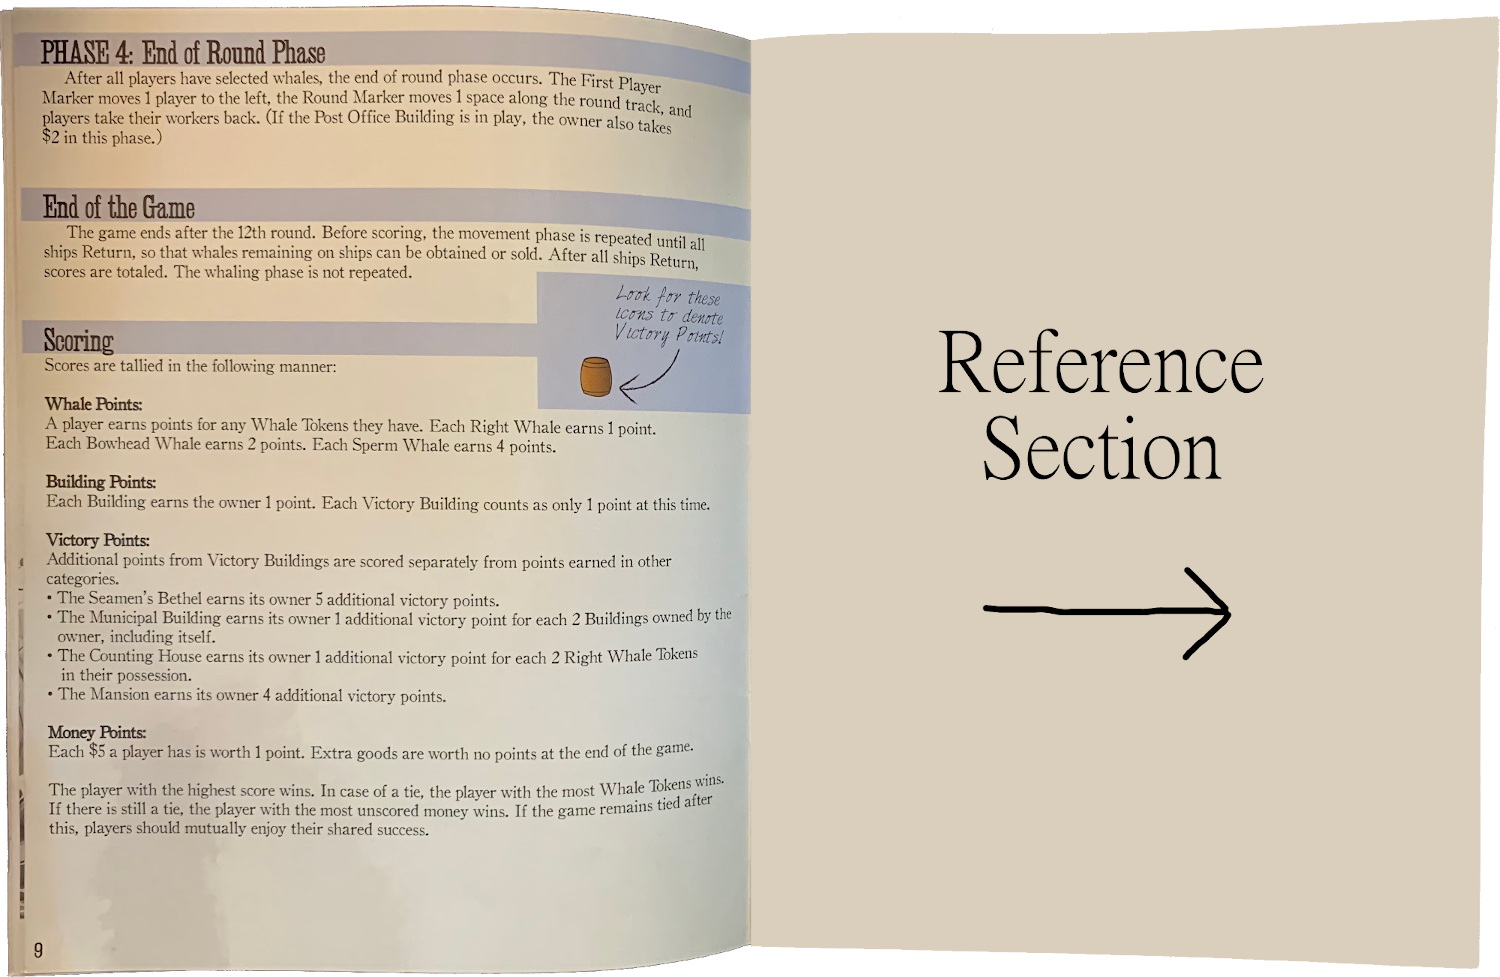 PHASE 4: End of Round Phase
After all players have selected whales, the end of round phase occurs. The First Player
Marker moves 1 player to the left, the Round Marker moves 1 space along the round track, and
players take their workers back. (If the Post Office Building is in play, the owner also takes
$2 in this phase.)
End of the Game
The game ends after the 12th round. Before scoring, the movement phase is repeated until all
ships Return, so that whales remaining on ships can be obtained or sold. After all ships Return,
scores are totaled. The whaling phase is not repeated.
Look for these
icons to denote
Victory Points!
Scoring
Scores are tallied in the following manner:
Whale Points:
A player earns points for any Whale Tokens they have. Each Right Whale earns 1 point.
Each Bowhead Whale earns 2 points. Each Sperm Whale earns 4 points.
Building Points:
Each Building earns the owner 1 point. Each Victory Building counts as only 1 point at this time.
Victory Points:
Additional points from Victory Buildings are scored separately from points earned in other
categories.
• The Seamen's Bethel earns its owner 5 additional victory points.
• The Municipal Building earns its owner 1 additional victory point for each 2 Buildings owned by the
owner, including itself.
• The Counting House earns its owner 1 additional victory point for each 2 Right Whale Tokens
in their possession.
• The Mansion earns its owner 4 additional victory points.
Money Points:
Each $5 a player has is worth 1 point. Extra goods are worth no points at the end of the game.
The player with the highest score wins. In case of a tie, the player with the most Whale Tokens wins.
If there is still a tie, the player with the most unscored money wins. If the game remains tied after
this, players should mutually enjoy their shared success.
9
Reference
Section